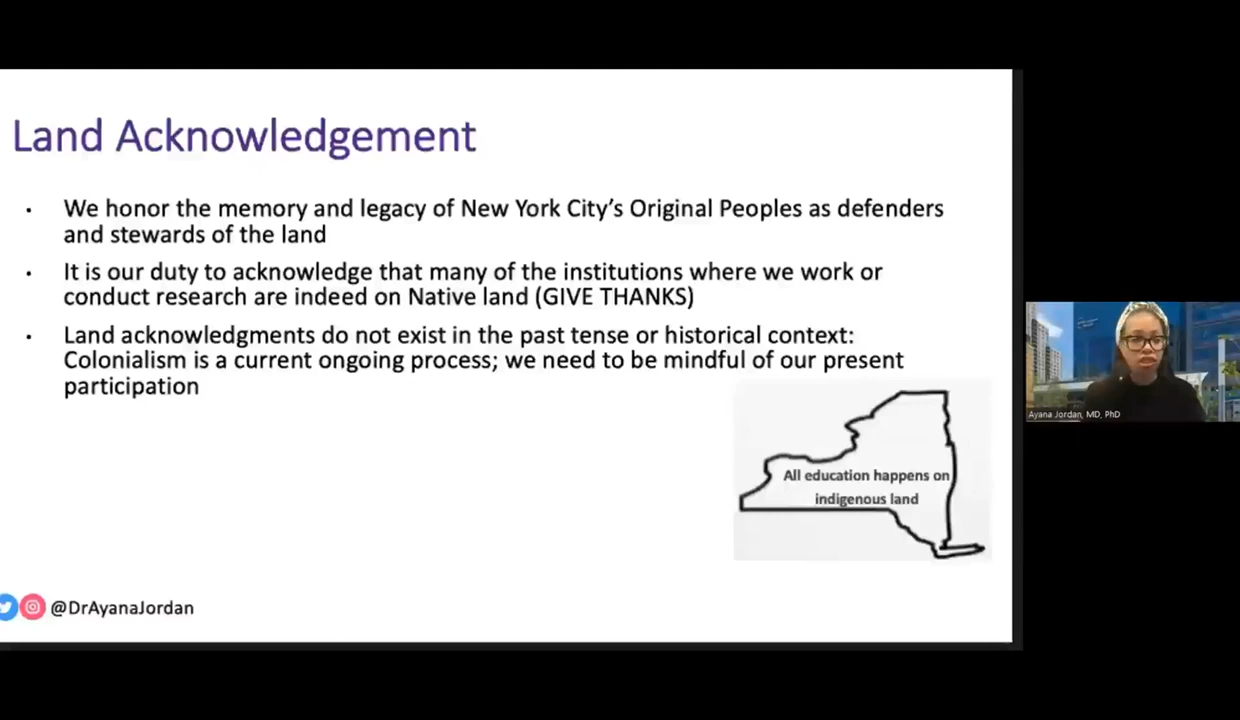 Land Acknowledgement
• We honor the memory and legacy of New York City's Original Peoples as defenders
and stewards of the land
• It is our duty to acknowledge that many of the institutions where we work or
conduct research are indeed on Native land (GIVE THANKS)
• Land acknowledgments do not exist in the past tense or historical context:
Colonialism is a current ongoing process; we need to be mindful of our present
participation
All education happens on
indigenous land
@DrAyanaJordan
Ayana Jordan, MD, PhD